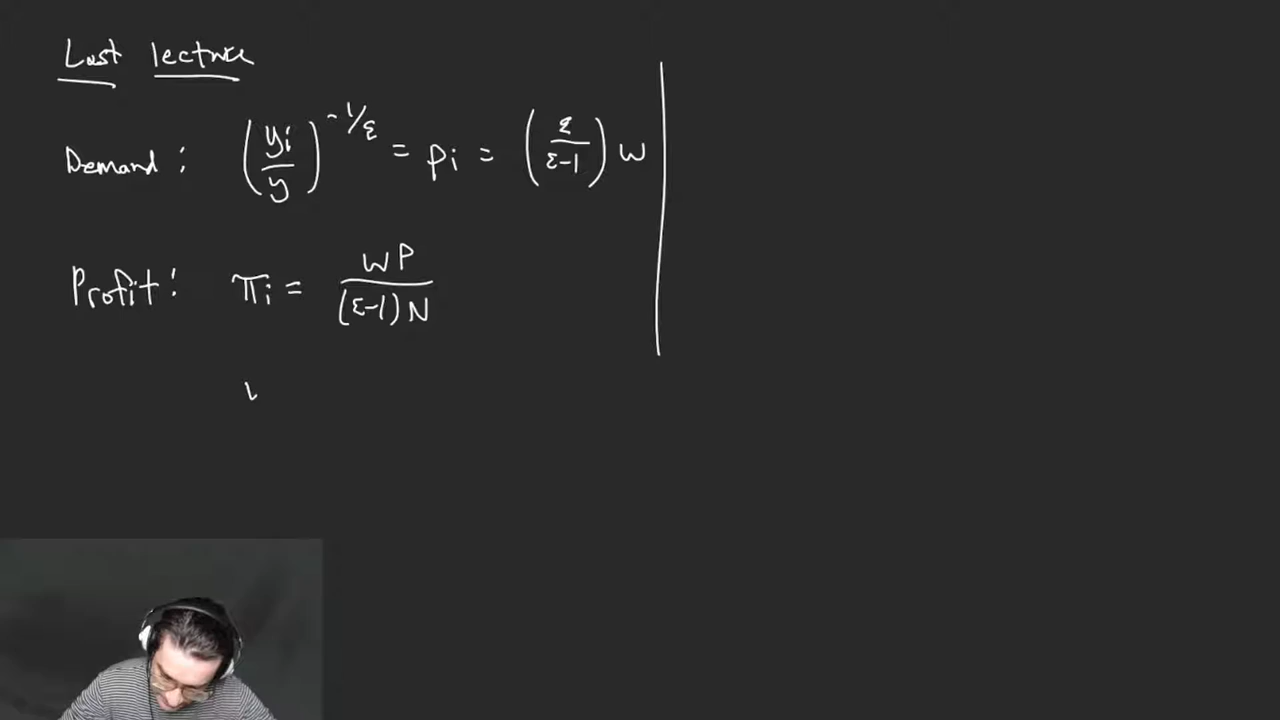 Last lecture
Demand: (yi/y)^-1/ε = pi = (ε/ε-1) w
Profit: πi = wP/(ε-1)N